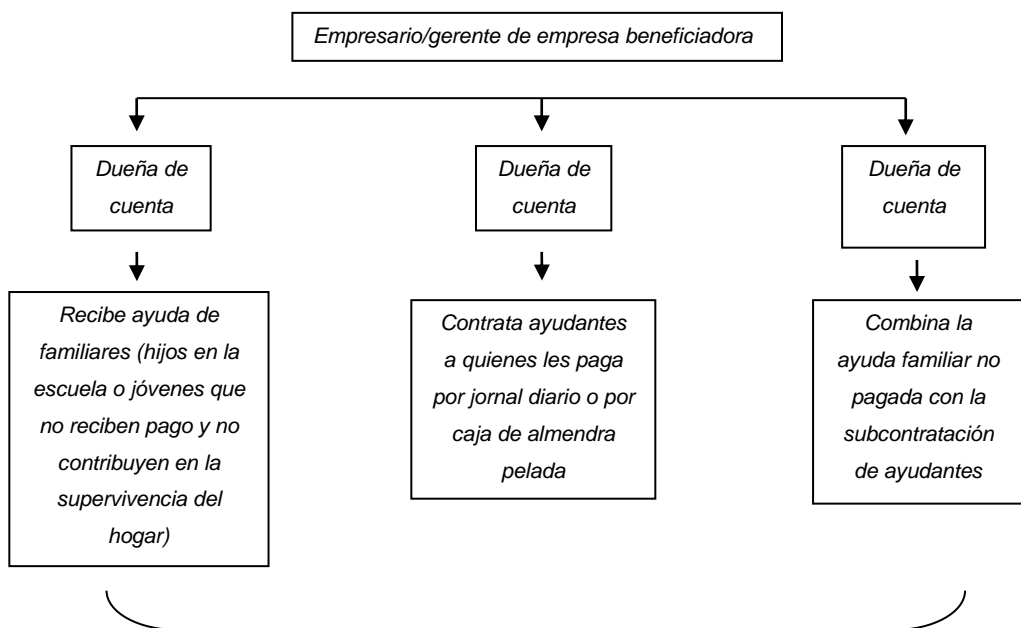 Empresario/gerente de empresa beneficiadora
Dueña de
cuenta
Dueña de
cuenta
Dueña de
cuenta
Recibe ayuda de
familiares (hijos en la
escuela o jóvenes que
no reciben pago y no
contribuyen en la
supervivencia del
hogar)
Contrata ayudantes
a quienes les paga
por jornal diario o por
caja de almendra
pelada
Combina la
ayuda familiar no
pagada con la
subcontratación
de ayudantes